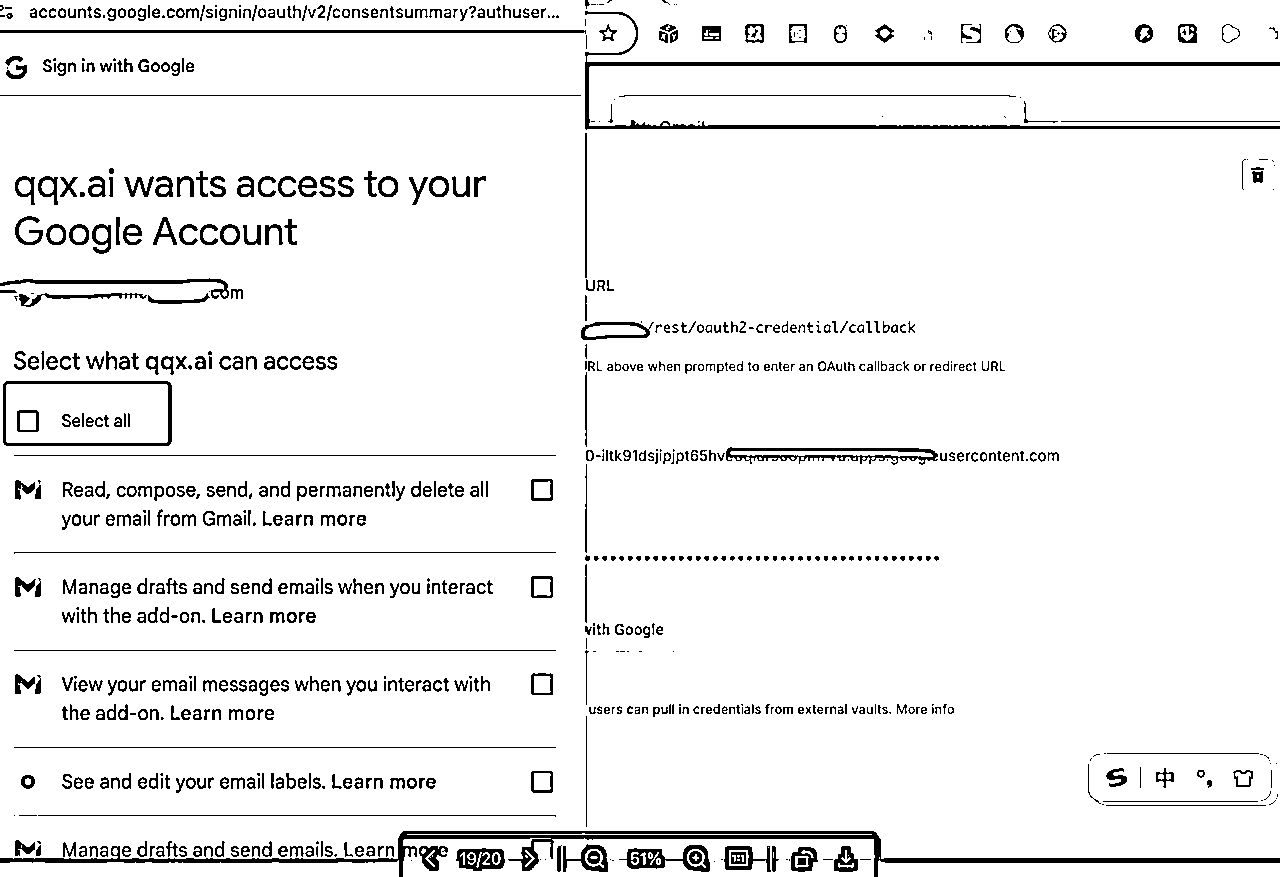 accounts.google.com/signin/oauth/v2/consentsummary?authuser...
Sign in with Google
qqx.ai wants access to your
Google Account
com
Select what qqx.ai can access
Select all
Read, compose, send, and permanently delete all
your email from Gmail. Learn more
Manage drafts and send emails when you interact
with the add-on. Learn more
View your email messages when you interact with
the add-on. Learn more
See and edit your email labels. Learn more
Manage drafts and send emails. Learn more
URL
/rest/oauth2-credential/callback
RL above when prompted to enter an OAuth callback or redirect URL
0-iltk91dsjipjpt65hv
eusercontent.com
with Google
users can pull in credentials from external vaults. More info
中
19/20
51%
1:1